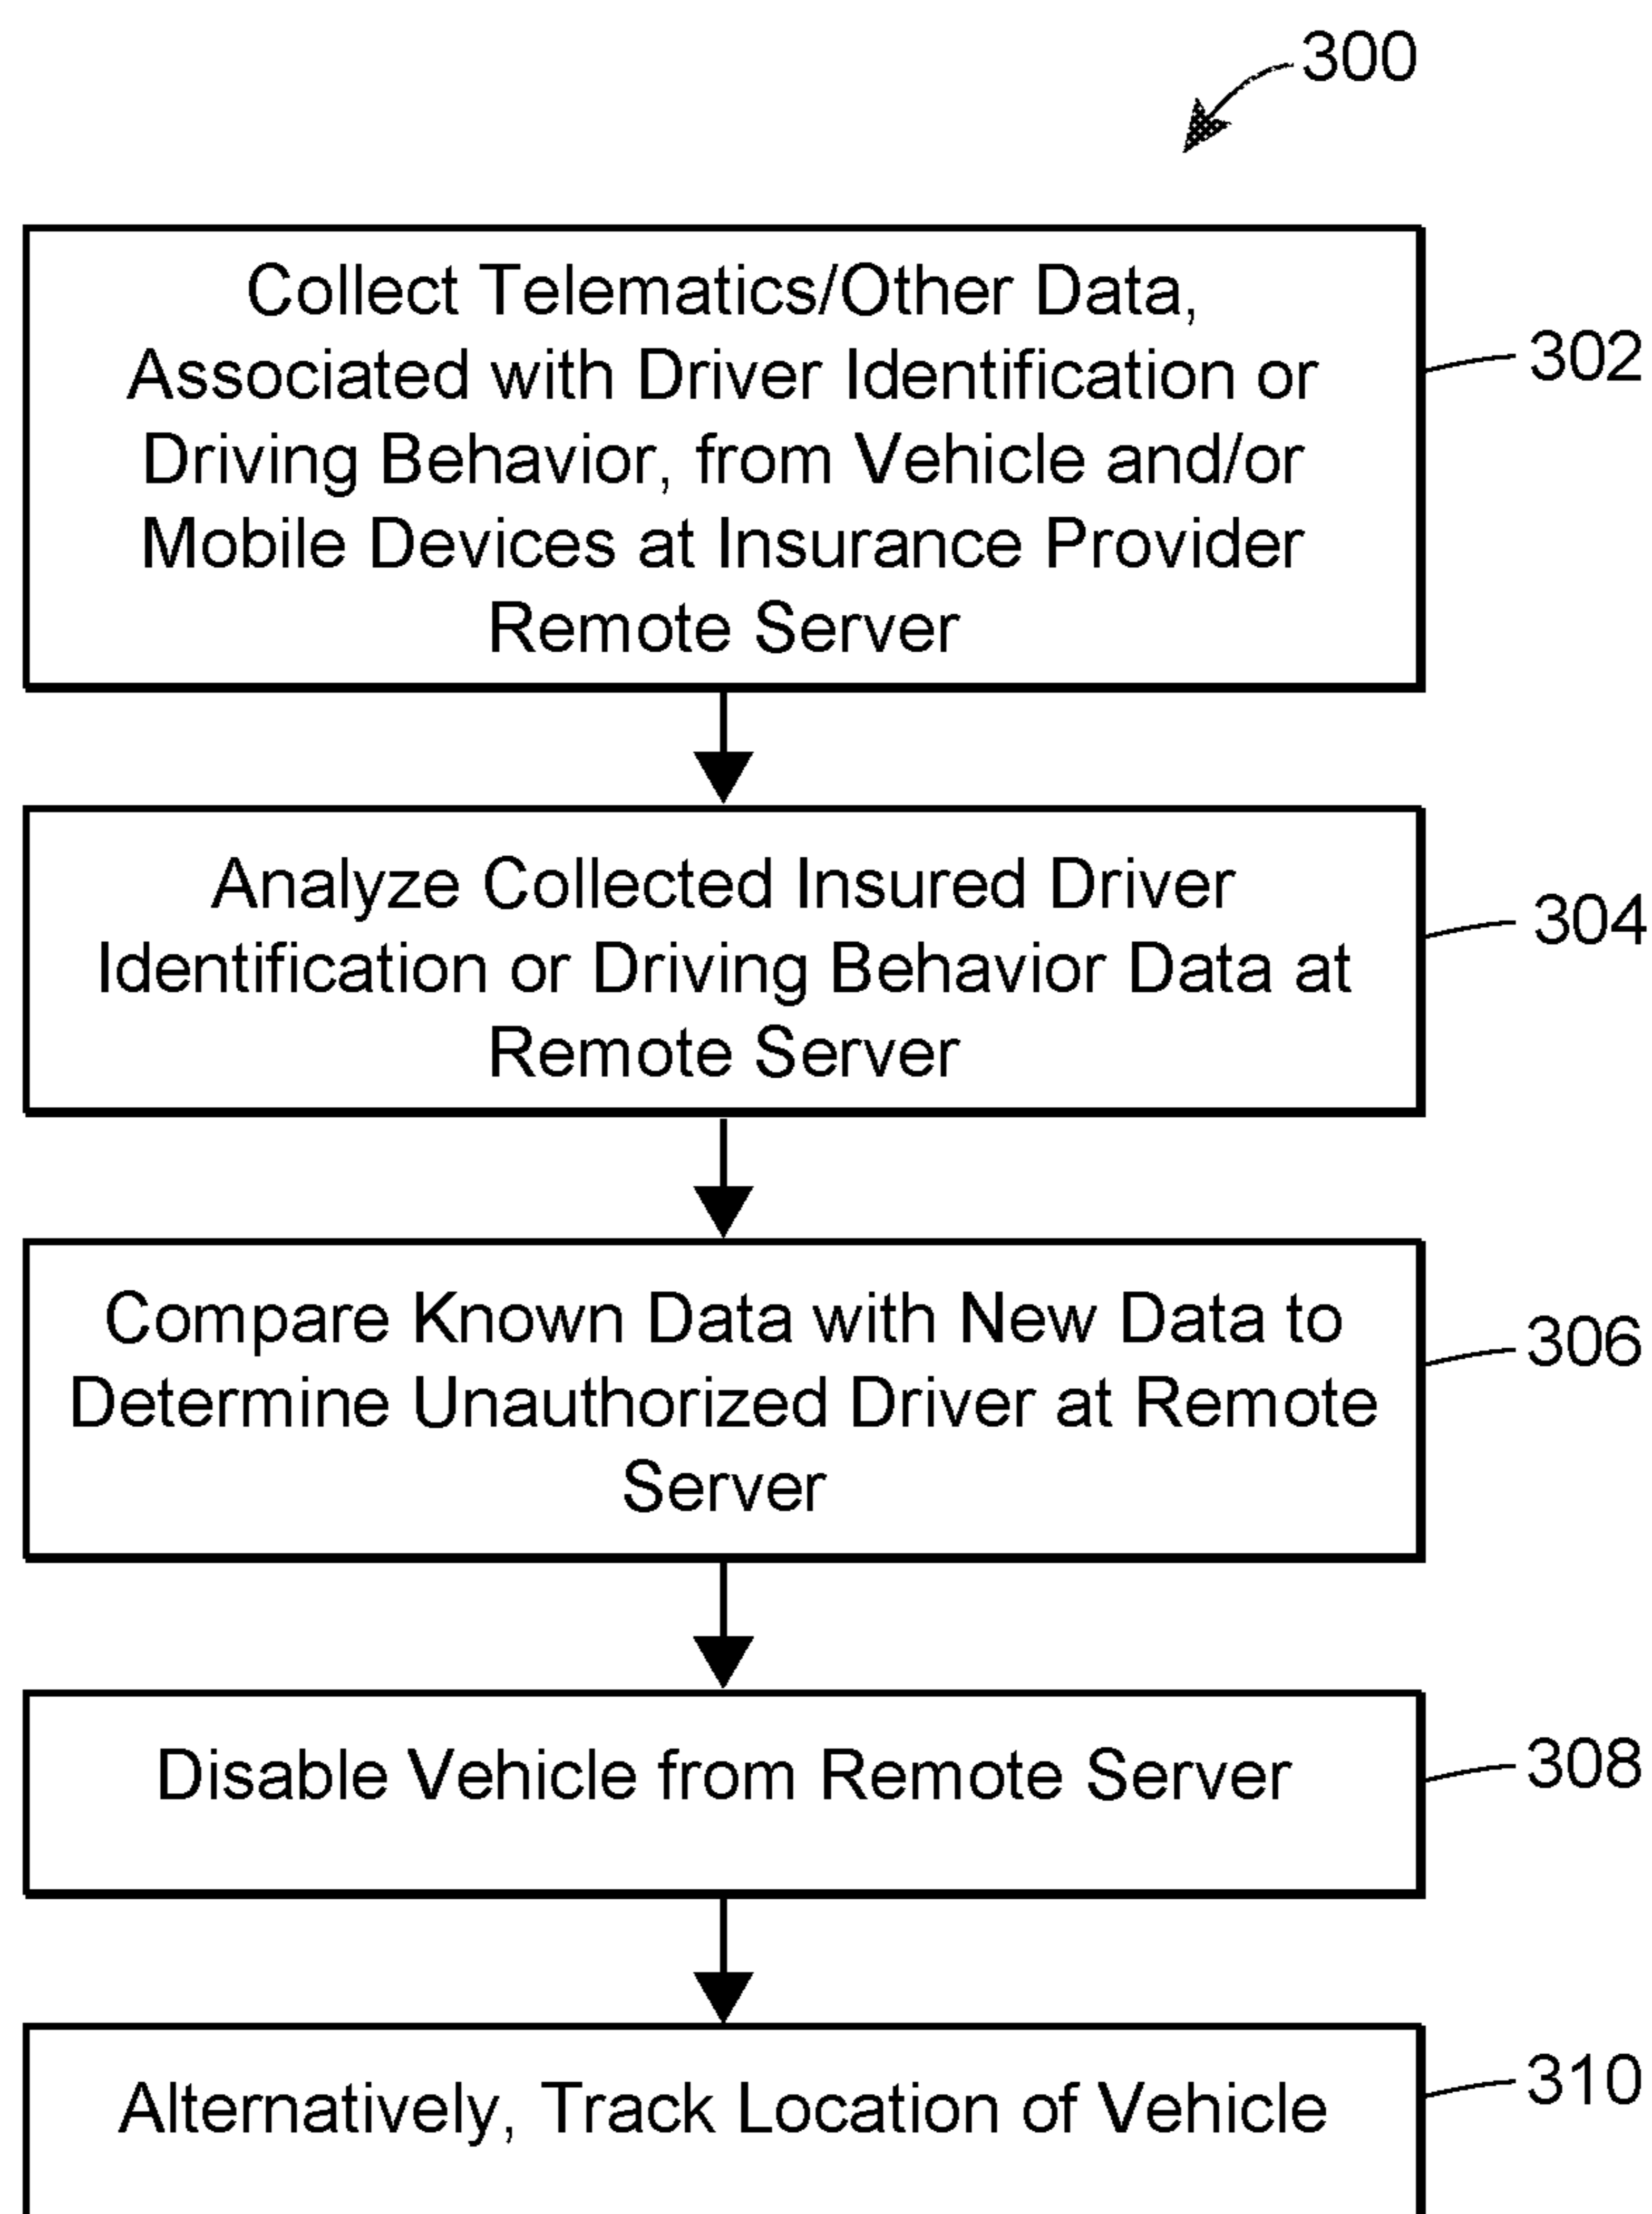 300
Collect Telematics/Other Data,
Associated with Driver Identification or
Driving Behavior, from Vehicle and/or
Mobile Devices at Insurance Provider
Remote Server
302
Analyze Collected Insured Driver
Identification or Driving Behavior Data at
Remote Server
304
Compare Known Data with New Data to
Determine Unauthorized Driver at Remote
Server
306
Disable Vehicle from Remote Server
308
Alternatively, Track Location of Vehicle
310